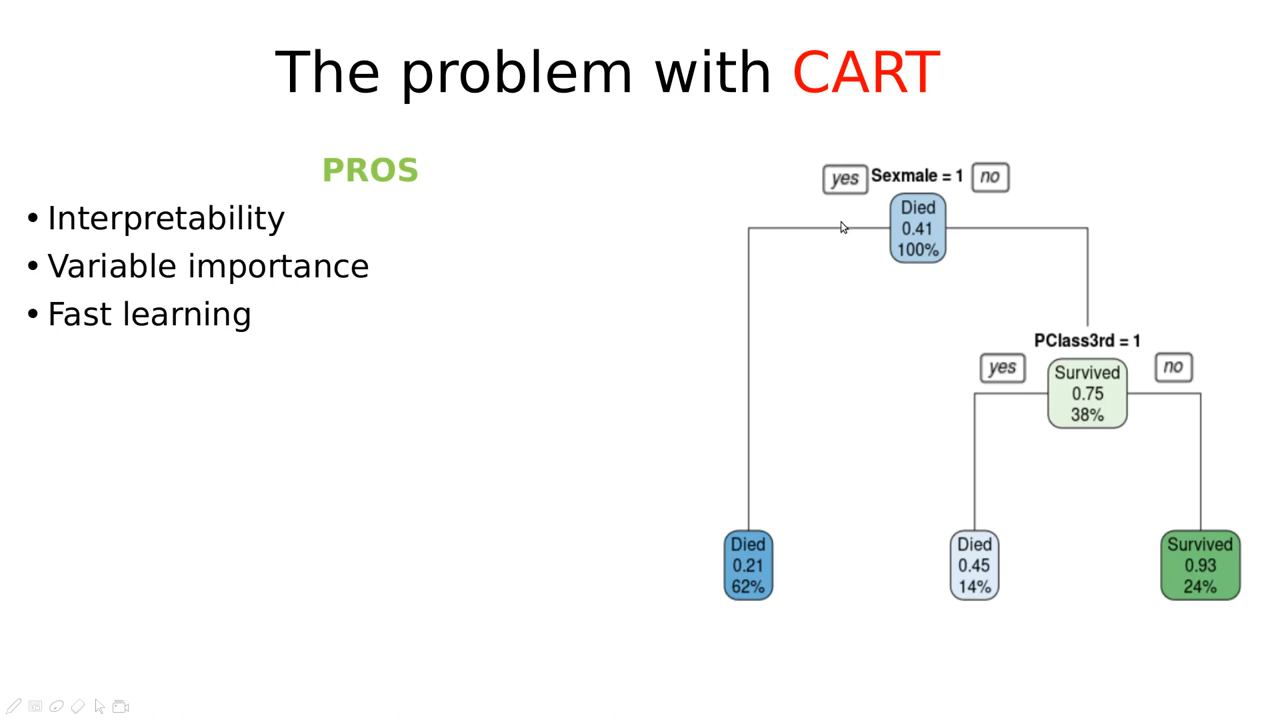 The problem with CART
PROS
• Interpretability
• Variable importance
• Fast learning
yes Sexmale = 1 no
Died
0.41
100%
PClass3rd = 1
yes no
Survived
0.75
38%
Died
0.21
62%
Died
0.45
14%
Survived
0.93
24%